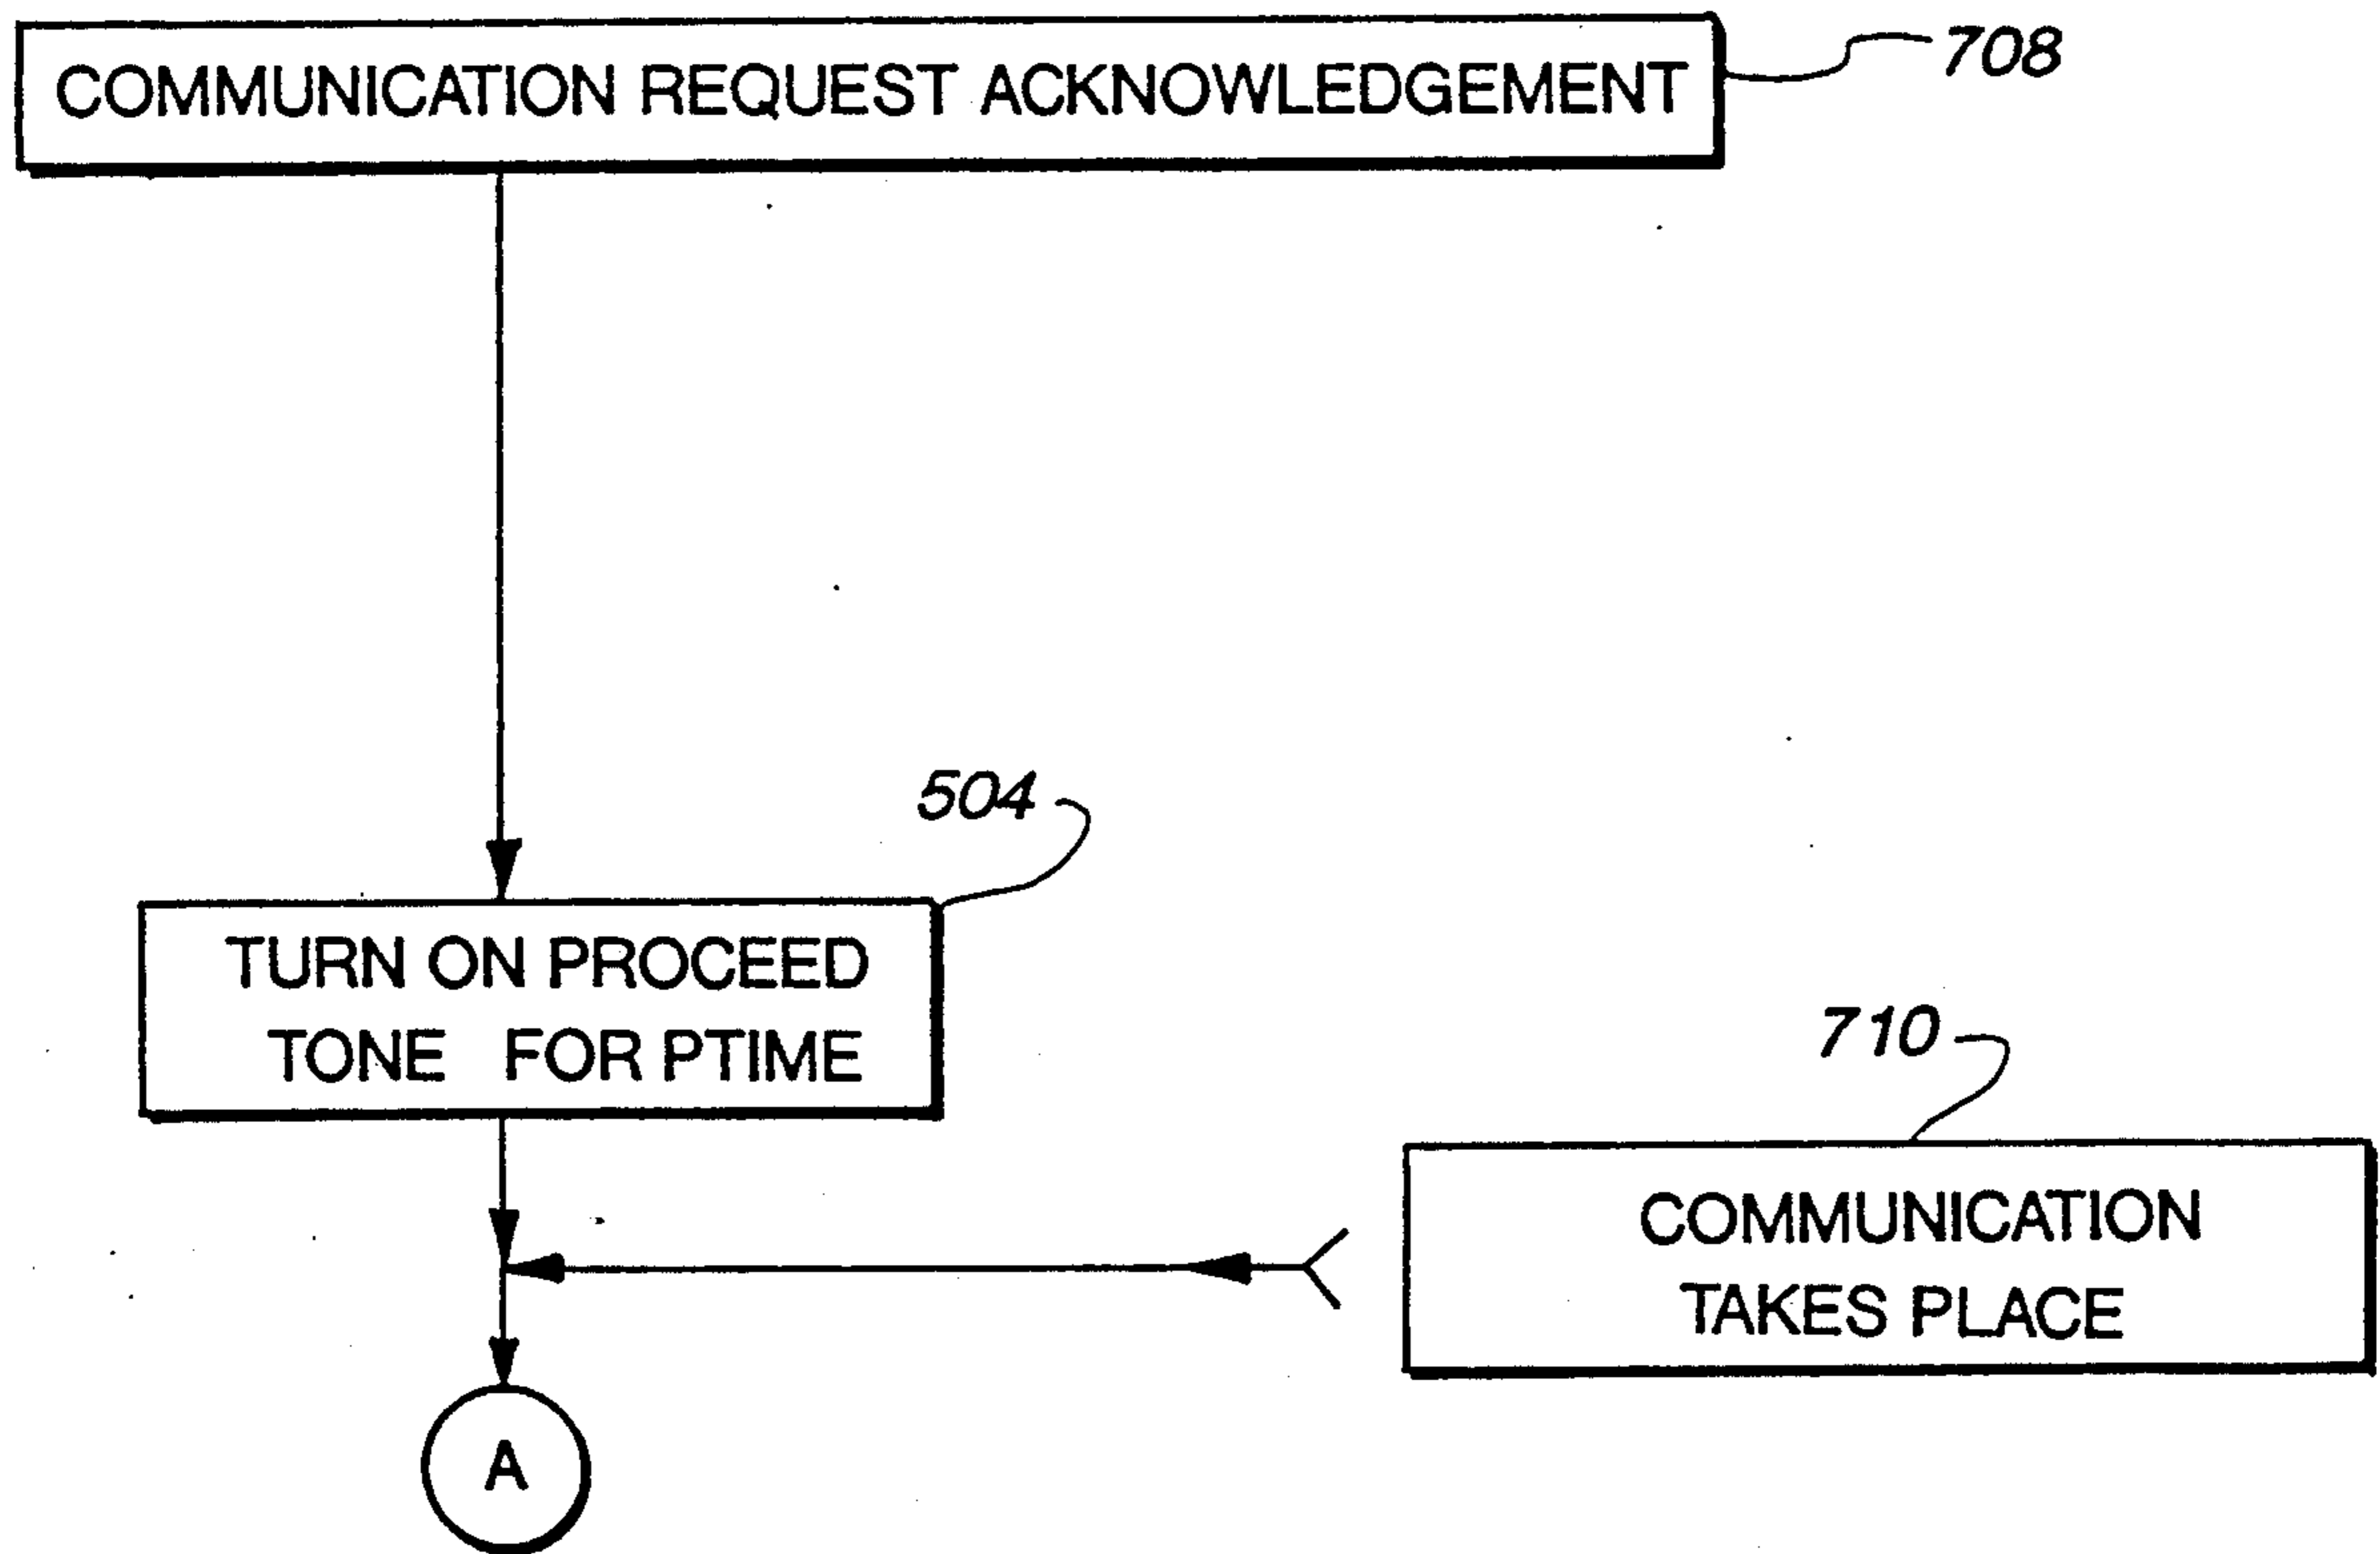 COMMUNICATION REQUEST ACKNOWLEDGEMENT
708
504
TURN ON PROCEED
TONE FOR PTIME
710
COMMUNICATION
TAKES PLACE
A